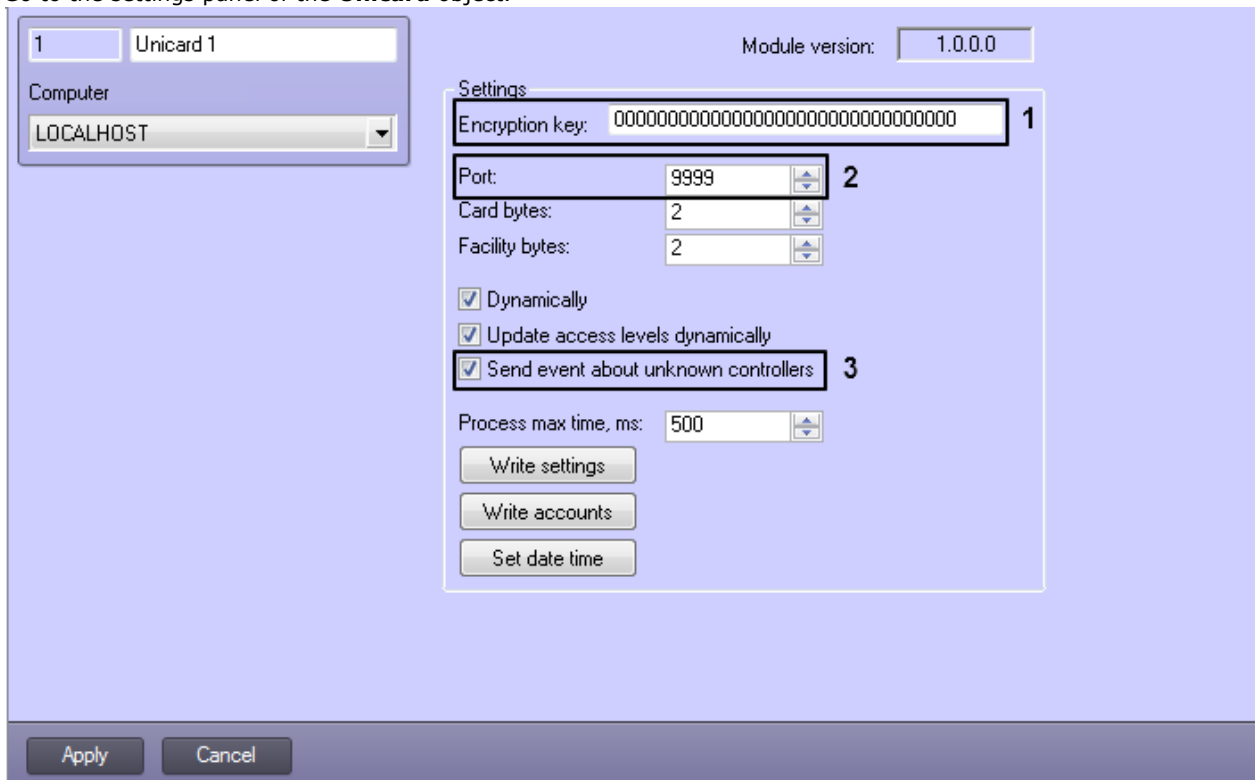 Go to the settings panel of the Unicard object.
1 Unicard 1
Module version: 1.0.0.0
Computer
LOCALHOST
Settings
Encryption key: 00000000000000000000000000000000 1
Port: 9999 2
Card bytes: 2
Facility bytes: 2
Dynamically
Update access levels dynamically
Send event about unknown controllers 3
Process max time, ms: 500
Write settings
Write accounts
Set date time
Apply Cancel